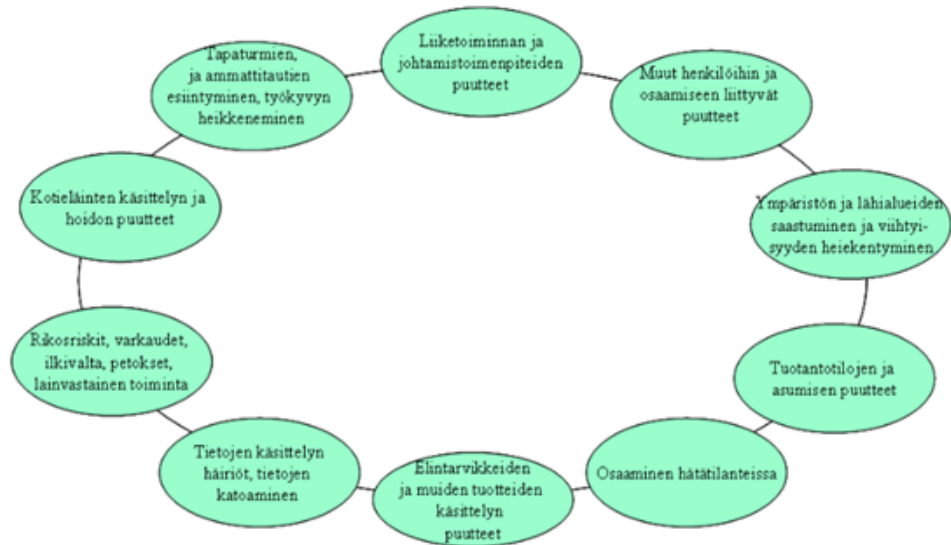 Liiketoiminnan ja
johtamistoimenpiteiden
puutteet
Muut henkilöihin ja
osaamiseen liittyvät
puutteet
Ympäristön ja lähialueiden
saastuminen ja viihtyi-
syyden heiekentyminen
Tuotantotilojen ja
asumisen puutteet
Osaaminen hätätilanteissa
Elintarvikkeiden
ja muiden tuotteiden
käsittelyn
puutteet
Tietojen käsittelyn
häiriöt, tietojen
katoaminen
Rikosriskit, varkaudet,
ilkivalta, petokset,
lainvastainen toiminta
Kotieläinten käsittelyn ja
hoidon puutteet
Tapaturmien,
ja ammattitautien
esiintyminen, työkyvyn
heikkeneminen